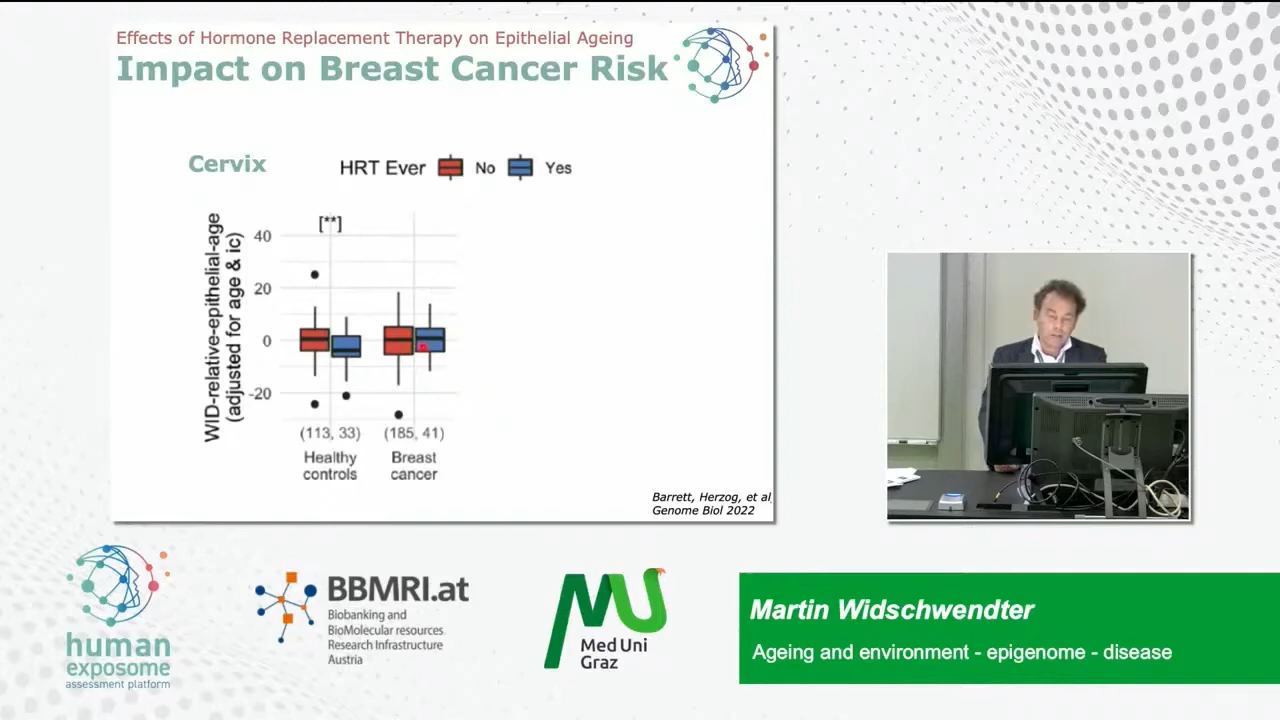 Effects of Hormone Replacement Therapy on Epithelial Ageing
Impact on Breast Cancer Risk
Cervix
HRT Ever No Yes
WID-relative-epithelial-age
(adjusted for age & ic)
[**]
40
20
0
-20
(113, 33) (185, 41)
Healthy
controls
Breast
cancer
Barrett, Herzog, et al
Genome Biol 2022
human
exposome
assessment platform
BBMRI.at
Biobanking and
BioMolecular resources
Research Infrastructure
Austria
Med Uni
Graz
Martin Widschwendter
Ageing and environment - epigenome - disease